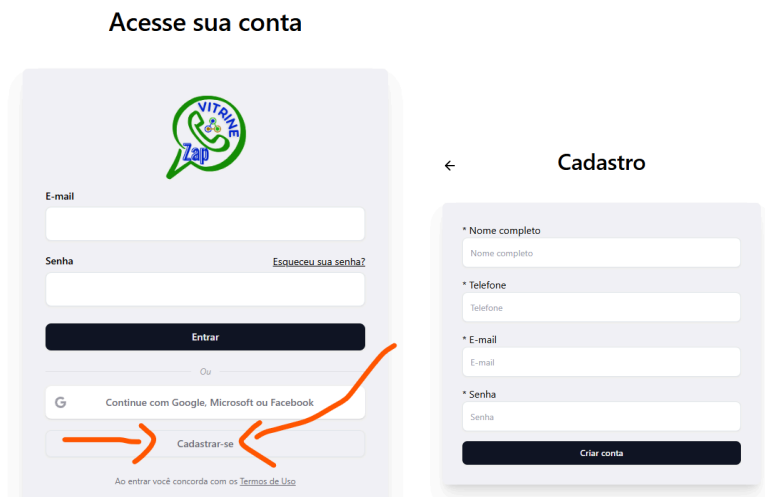 Acesse sua conta
VITRINE
Zap
E-mail
Senha
Esqueceu sua senha?
Entrar
Ou
G
Continue com Google, Microsoft ou Facebook
Cadastrar-se
Ao entrar você concorda com os Termos de Uso
Cadastro
* Nome completo
Nome completo
* Telefone
Telefone
* E-mail
E-mail
* Senha
Senha
Criar conta